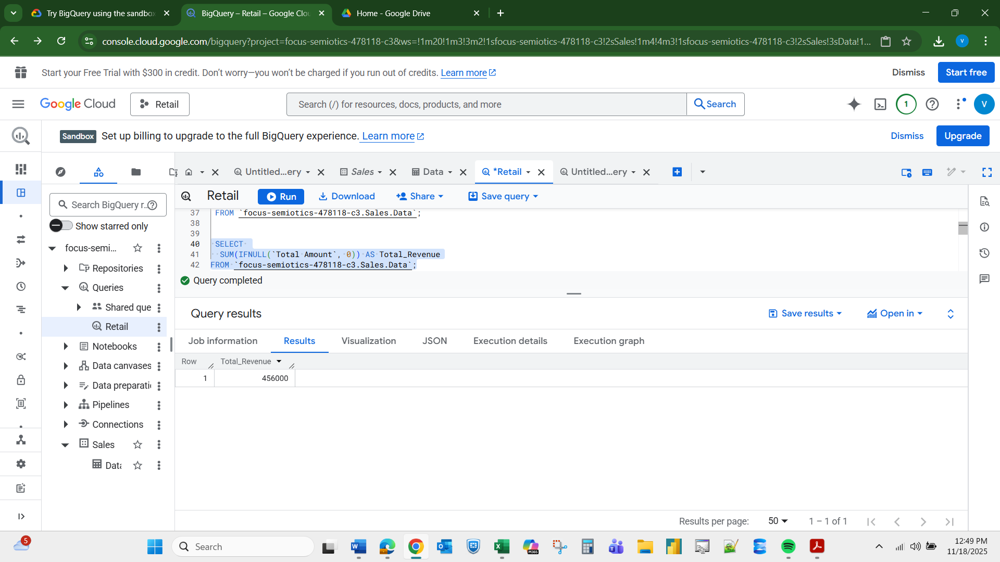 Try BigQuery using the sandbox
BigQuery – Retail – Google Clou
Home - Google Drive
console.cloud.google.com/bigquery?project=focus-semiotics-478118-c3&ws=!1m20!1m3!3m2!1sfocus-semiotics-478118-c3!2sSales!1m4!4m3!1sfocus-semiotics-478118-c3!2sSales!3sData!1...
V
Start your Free Trial with $300 in credit. Don't worry—you won't be charged if you run out of credits. Learn more
Dismiss
Start free
Google Cloud
Retail
Search (/) for resources, docs, products, and more
Search
1
V
Sandbox Set up billing to upgrade to the full BigQuery experience. Learn more
Dismiss
Upgrade
Untitled...ery
Sales
Data
*Retail
Untitled...ery
Search BigQuery r...
Show starred only
focus-semi...
Repositories
Queries
Shared que
Retail
Notebooks
Data canvases
Data preparati
Pipelines
Connections
Sales
Data
Retail
Run
Download
Share
Save query
37 FROM `focus-semiotics-478118-c3.Sales.Data`;
38
39
40 SELECT
41 SUM(IFNULL(`Total Amount`, 0)) AS Total_Revenue
42 FROM `focus-semiotics-478118-c3.Sales.Data`;
Query completed
Query results
Save results
Open in
Job information
Results
Visualization
JSON
Execution details
Execution graph
Row Total_Revenue
1 456000
Results per page: 50 1 – 1 of 1
5
Search
M365
12:49 PM
11/18/2025